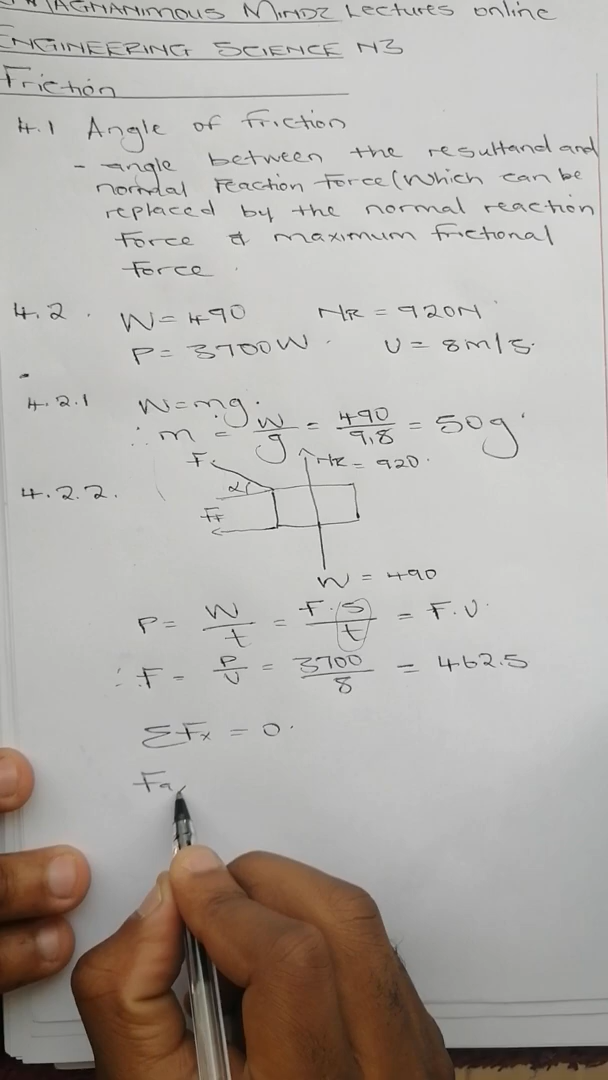 MAGNANIMOUS MINDZ Lectures online
ENGINEERING SCIENCE N3
Friction
4.1 Angle of friction
- angle between the resultand and
normdal reaction force (which can be
replaced by the normal reaction
force & maximum frictional
force.
4.2. W = 490 NR = 920N
P = 3700W. U = 8m/s.
4.2.1 W = mg.
∴ m = W/g = 490/9,8 = 50g
F NR = 920.
4.2.2. α
Fr
W = 490
P = W/t = F.S/t = F.U.
∴ F = P/U = 3700/8 = 462.5
ΣFx = 0.
Fa